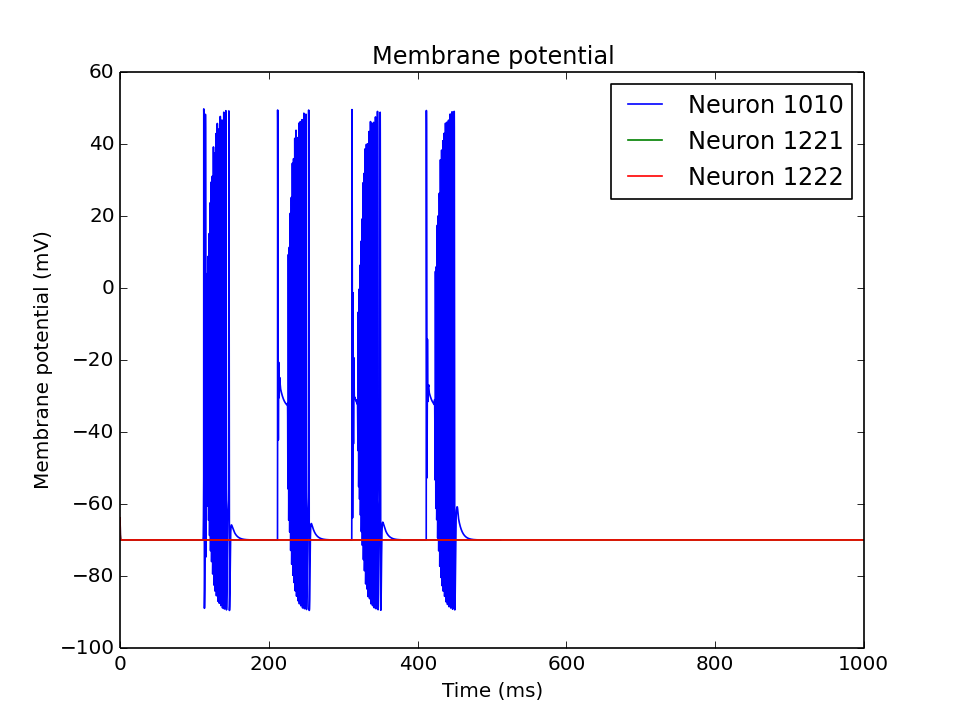 Membrane potential
Neuron 1010
Neuron 1221
Neuron 1222
60
40
20
0
−20
−40
−60
−80
−100
Membrane potential (mV)
0 200 400 600 800 1000
Time (ms)